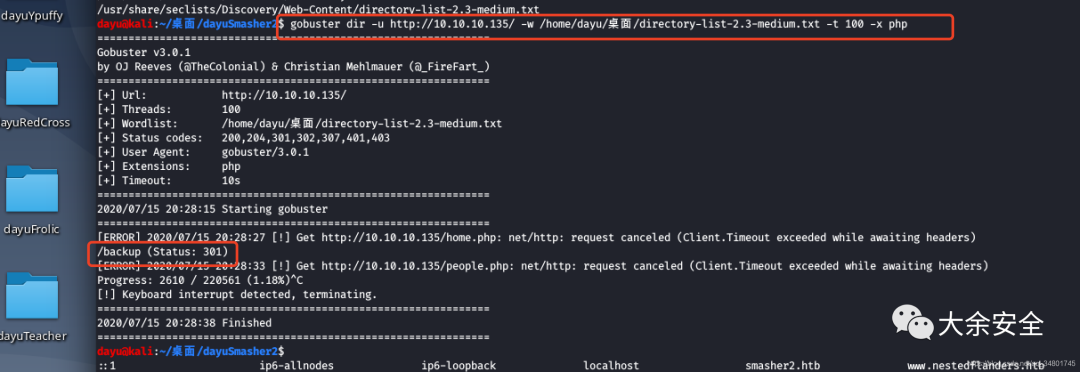 /usr/share/seclists/Discovery/Web-Content/directory-list-2.3-medium.txt
dayu@kali:~/桌面/dayuSmasher2$ gobuster dir -u http://10.10.10.135/ -w /home/dayu/桌面/directory-list-2.3-medium.txt -t 100 -x php
===============================================================
Gobuster v3.0.1
by OJ Reeves (@TheColonial) & Christian Mehlmauer (@_FireFart_)
===============================================================
[+] Url:            http://10.10.10.135/
[+] Threads:        100
[+] Wordlist:       /home/dayu/桌面/directory-list-2.3-medium.txt
[+] Status codes:   200,204,301,302,307,401,403
[+] User Agent:     gobuster/3.0.1
[+] Extensions:     php
[+] Timeout:        10s
===============================================================
2020/07/15 20:28:15 Starting gobuster
===============================================================
[ERROR] 2020/07/15 20:28:27 [!] Get http://10.10.10.135/home.php: net/http: request canceled (Client.Timeout exceeded while awaiting headers)
/backup (Status: 301)
[ERROR] 2020/07/15 20:28:33 [!] Get http://10.10.10.135/people.php: net/http: request canceled (Client.Timeout exceeded while awaiting headers)
Progress: 2610 / 220561 (1.18%)^C
[!] Keyboard interrupt detected, terminating.
===============================================================
2020/07/15 20:28:38 Finished
===============================================================
dayu@kali:~/桌面/dayuSmasher2$
::1 ip6-allnodes ip6-loopback localhost smasher2.htb www.nestedflanders.htb
dayuYpuffy
ayuRedCross
dayuFrolic
dayuTeacher
大余安全